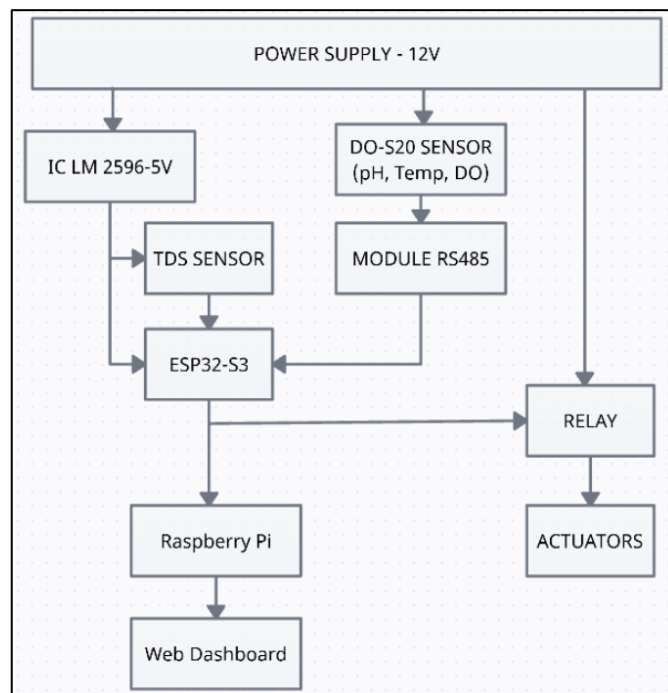 POWER SUPPLY - 12V
IC LM 2596-5V
DO-S20 SENSOR
(pH, Temp, DO)
TDS SENSOR
MODULE RS485
ESP32-S3
RELAY
Raspberry Pi
ACTUATORS
Web Dashboard